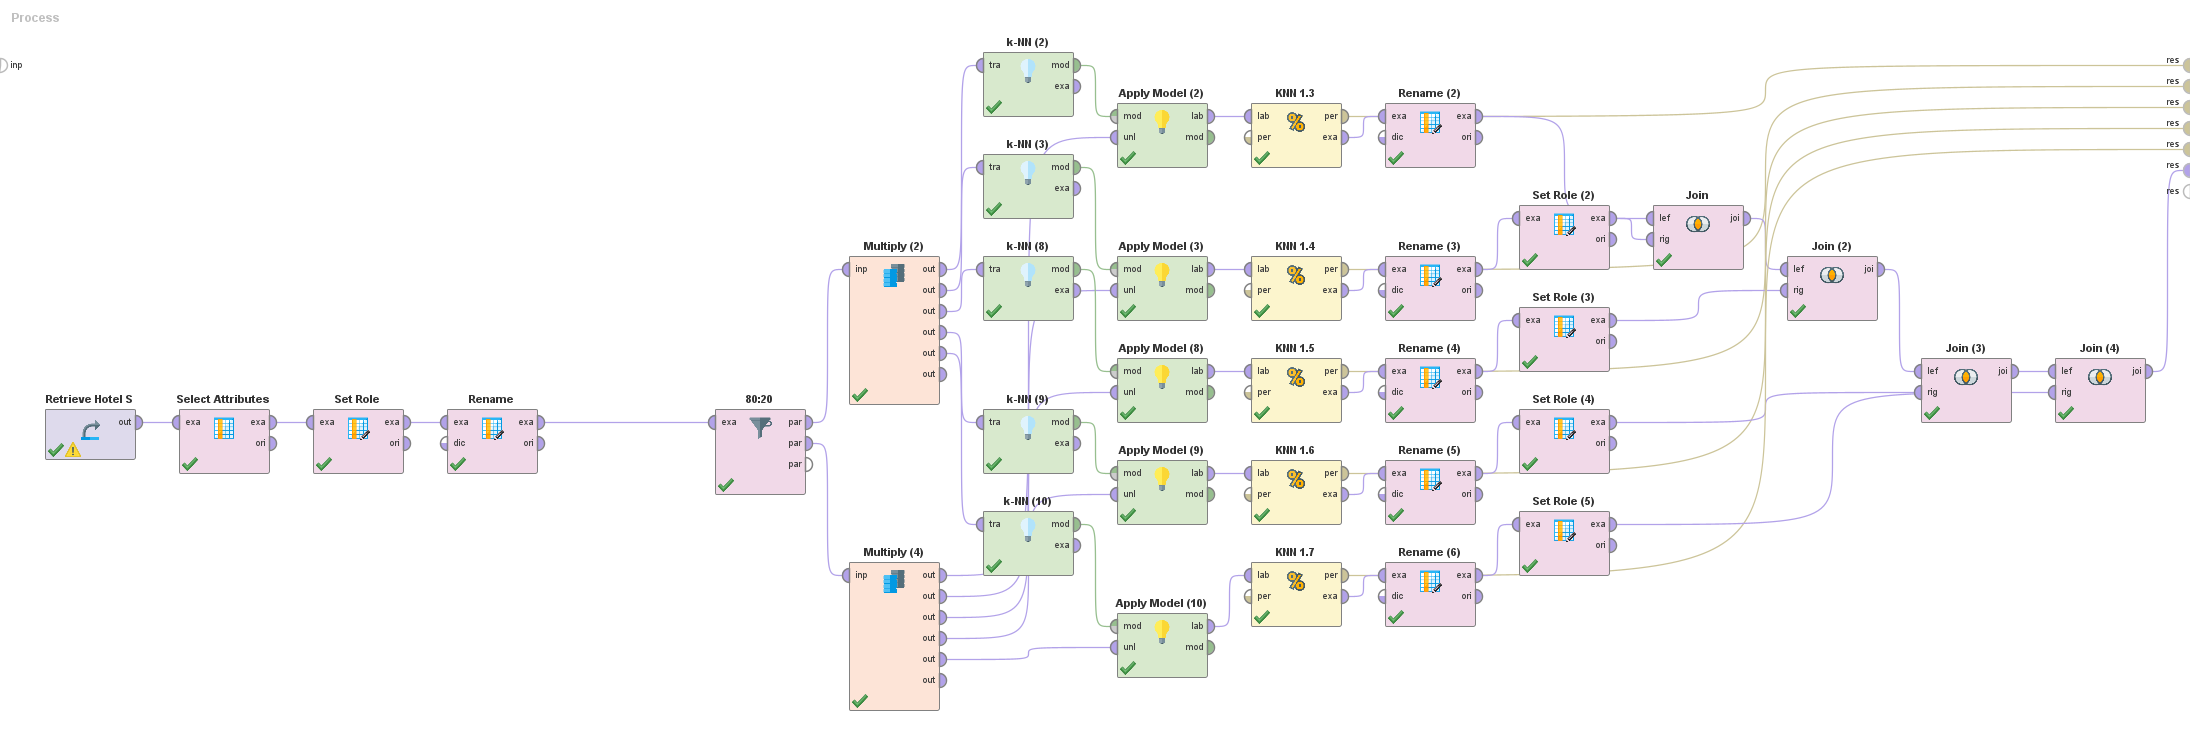 Process
inp
res
res
res
res
res
res
res
k-NN (2)
tra mod
exa
Apply Model (2)
mod lab
unl mod
KNN 1.3
lab per
per exa
Rename (2)
exa exa
dic ori
k-NN (3)
tra mod
exa
Set Role (2)
exa exa
ori
Join
lef joi
rig
Multiply (2)
inp out
out
out
out
out
out
k-NN (8)
tra mod
exa
Apply Model (3)
mod lab
unl mod
KNN 1.4
lab per
per exa
Rename (3)
exa exa
dic ori
Join (2)
lef joi
rig
Set Role (3)
exa exa
ori
Apply Model (8)
mod lab
unl mod
KNN 1.5
lab per
per exa
Rename (4)
exa exa
dic ori
Join (3)
lef joi
rig
Join (4)
lef joi
rig
Retrieve Hotel S
out
Select Attributes
exa exa
ori
Set Role
exa exa
ori
Rename
exa exa
dic ori
80:20
exa par
par
par
k-NN (9)
tra mod
exa
Set Role (4)
exa exa
ori
Apply Model (9)
mod lab
unl mod
KNN 1.6
lab per
per exa
Rename (5)
exa exa
dic ori
k-NN (10)
tra mod
exa
Set Role (5)
exa exa
ori
Multiply (4)
inp out
out
out
out
out
out
KNN 1.7
lab per
per exa
Rename (6)
exa exa
dic ori
Apply Model (10)
mod lab
unl mod